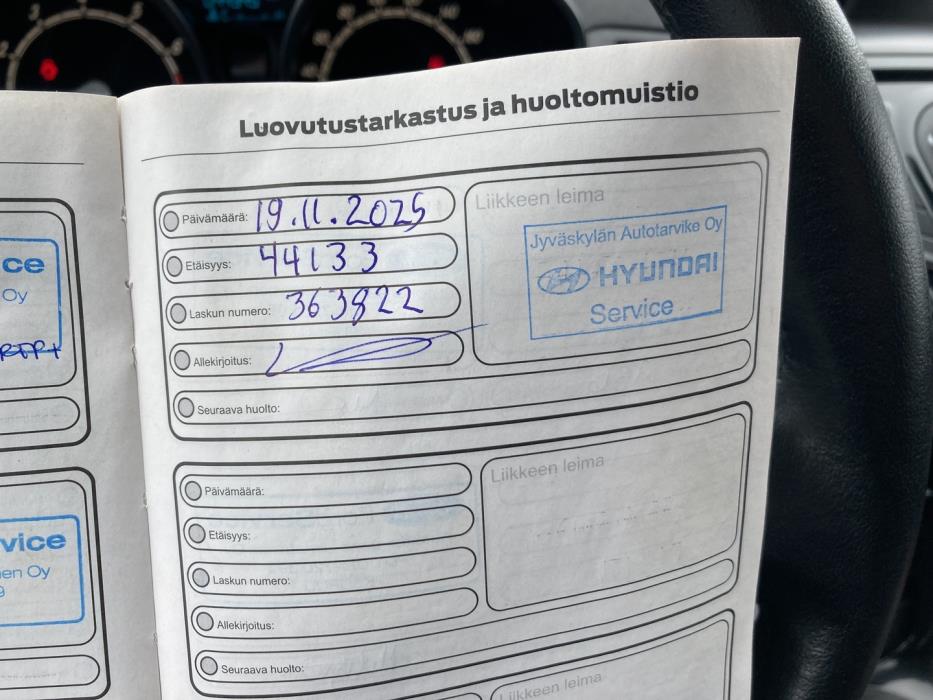 Luovutustarkastus ja huoltomuistio
ce
Oy
vice
en Oy
9
Päivämäärä: 19.11.2025
Etäisyys: 44133
Laskun numero: 363822
Allekirjoitus:
Seuraava huolto:
Liikkeen leima
Jyväskylän Autotarvike Oy
HYUNDAI
Service
Päivämäärä:
Etäisyys:
Laskun numero:
Allekirjoitus:
Seuraava huolto:
Liikkeen leima
Liikkeen leima